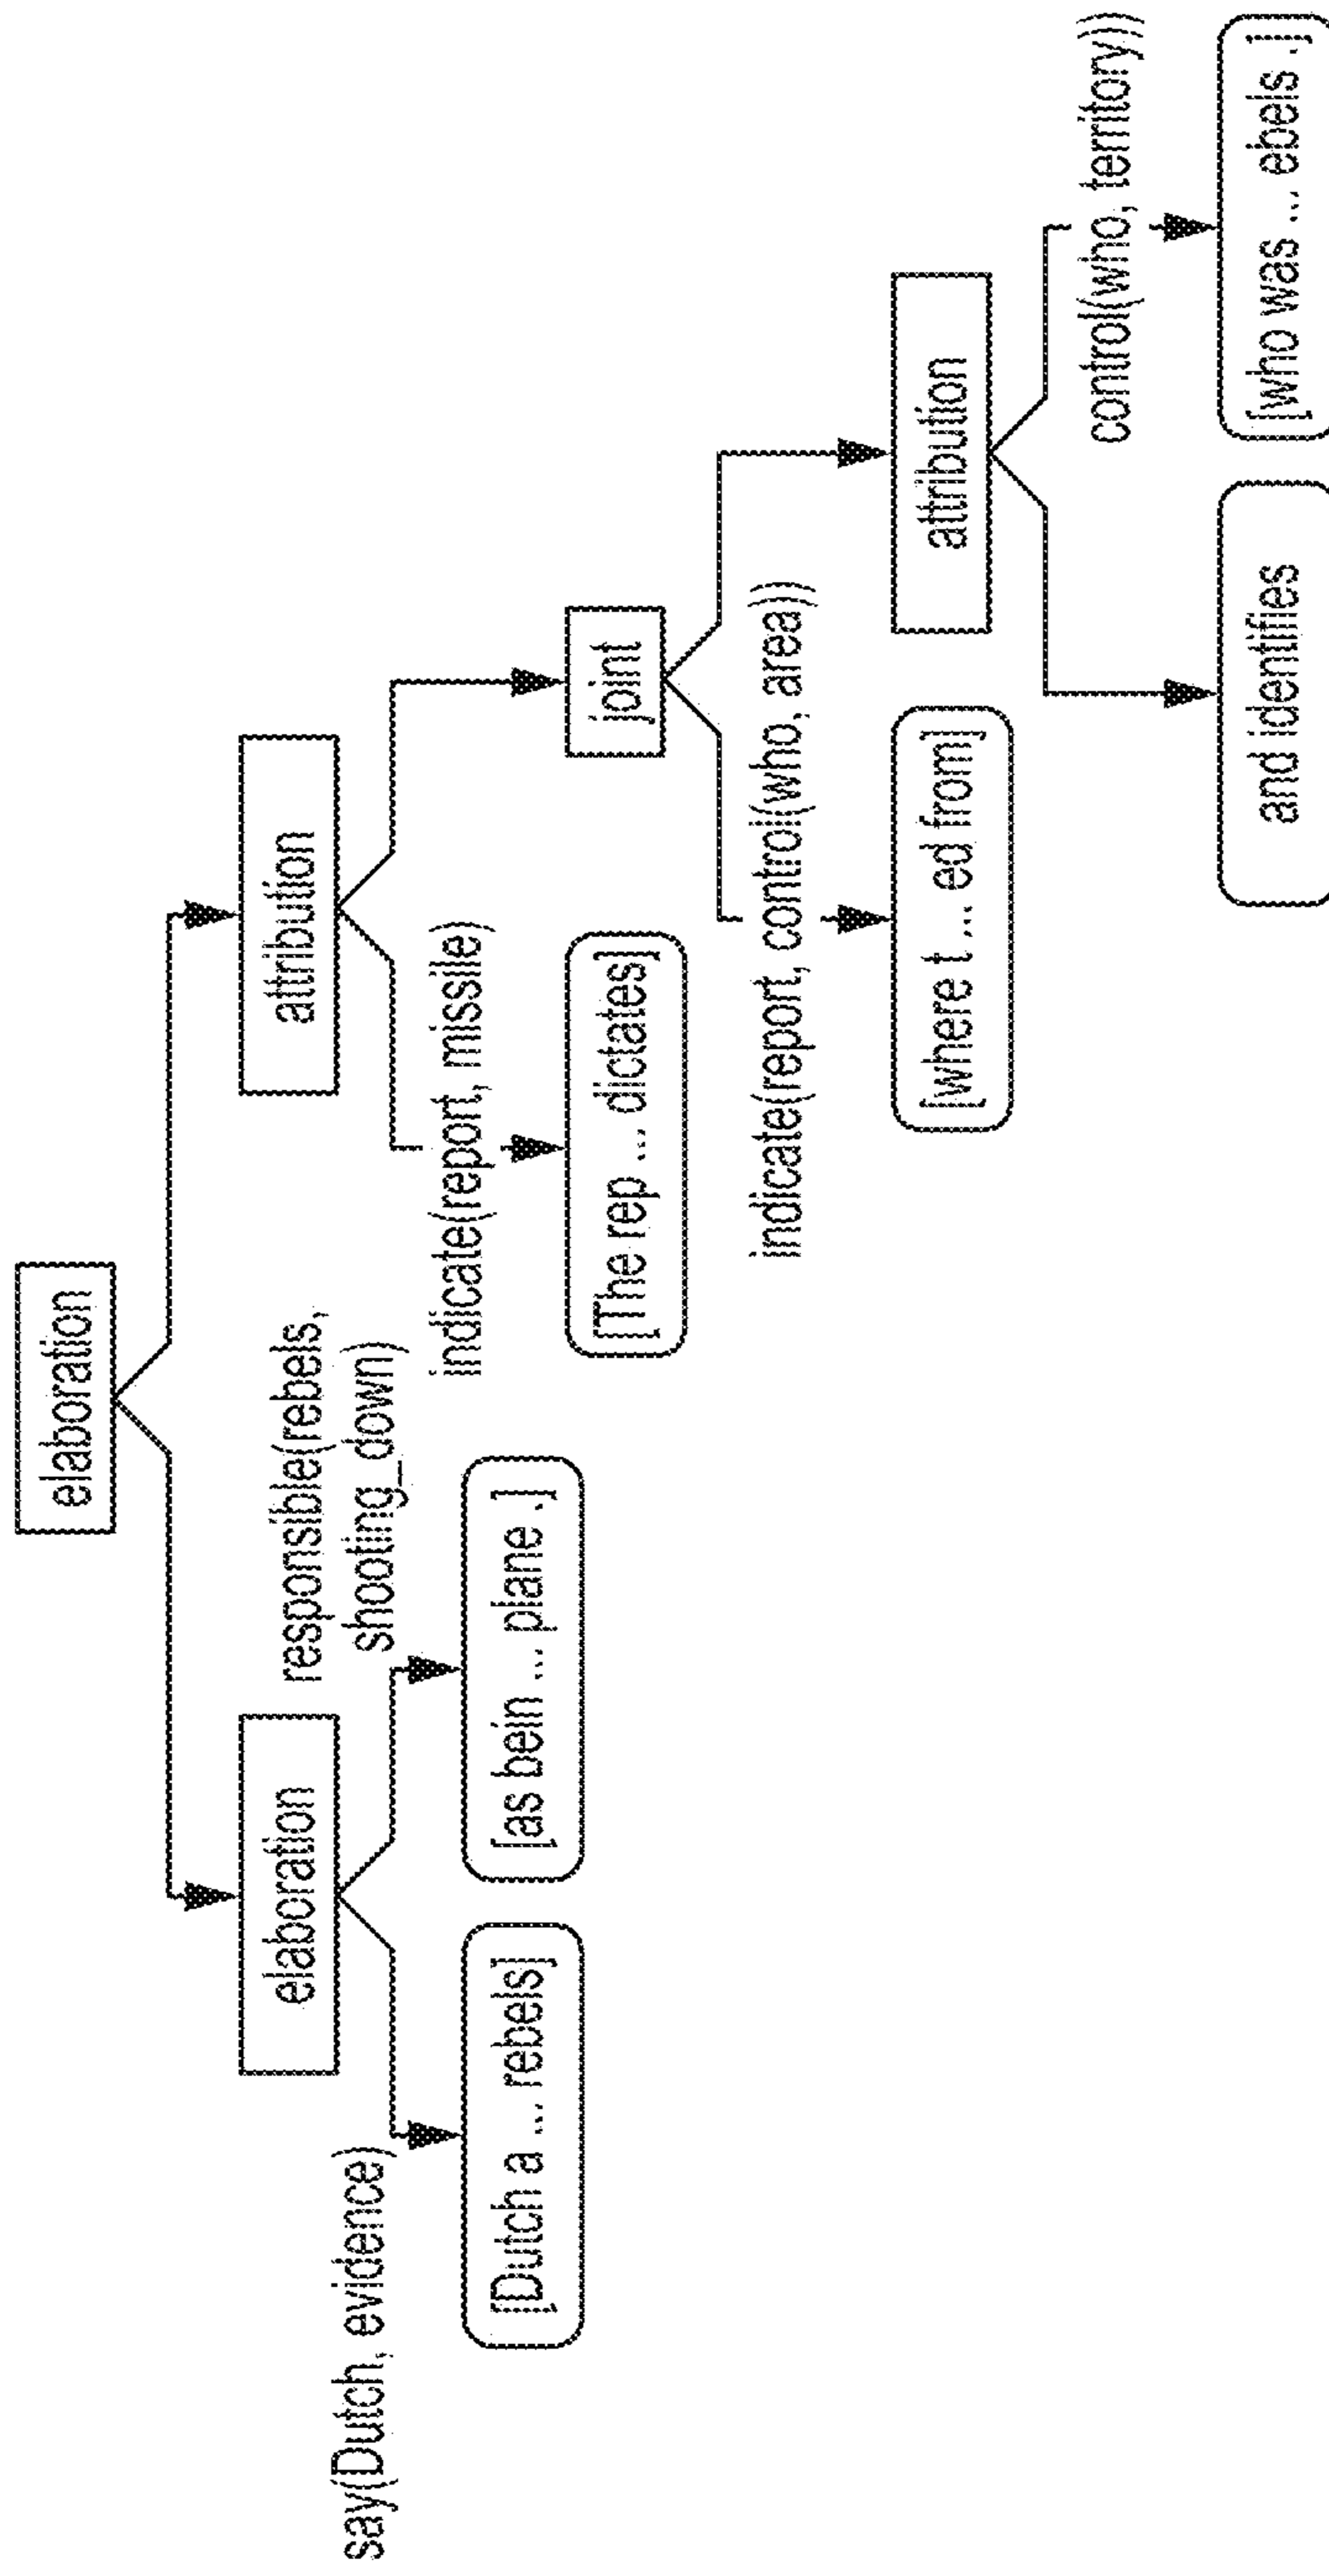 elaboration
elaboration
attribution
say(Dutch, evidence)
responsible(rebels,
shooting_down)
indicate(report, missile)
[Dutch a ... rebels]
[as bein ... plane .]
[The rep ... dictates]
joint
indicate(report, control(who, area))
[where t ... ed from]
attribution
control(who, territory))
and identifies
[who was ... ebels .]